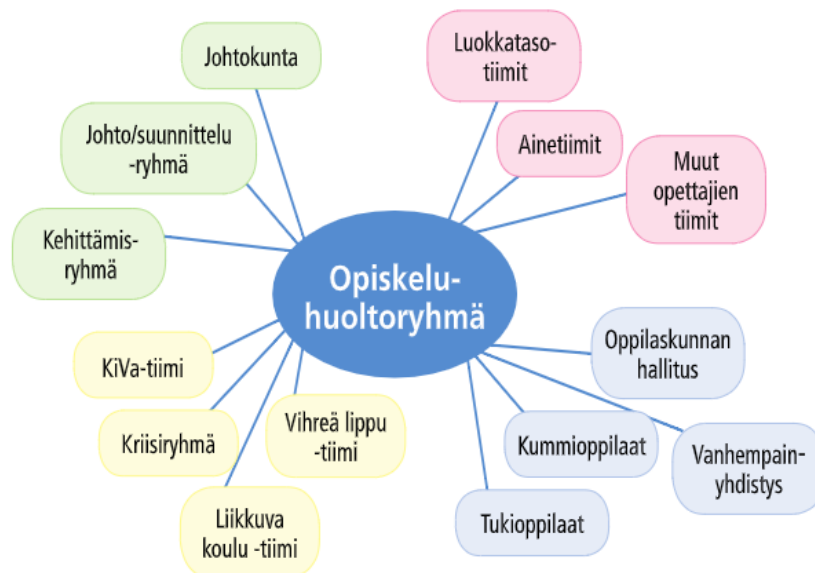 Johtokunta
Johto/suunnittelu
-ryhmä
Kehittämis-
ryhmä
Luokkataso-
tiimit
Ainetiimit
Muut
opettajien
tiimit
Opiskelu-
huoltoryhmä
KiVa-tiimi
Kriisiryhmä
Vihreä lippu
-tiimi
Liikkuva
koulu -tiimi
Oppilaskunnan
hallitus
Kummioppilaat
Vanhempain-
yhdistys
Tukioppilaat